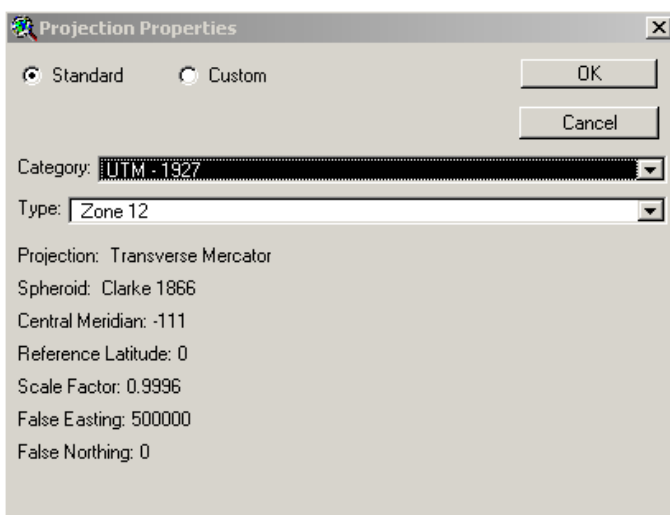 Projection Properties
Standard Custom OK
Cancel
Category: UTM - 1927
Type: Zone 12
Projection: Transverse Mercator
Spheroid: Clarke 1866
Central Meridian: -111
Reference Latitude: 0
Scale Factor: 0.9996
False Easting: 500000
False Northing: 0